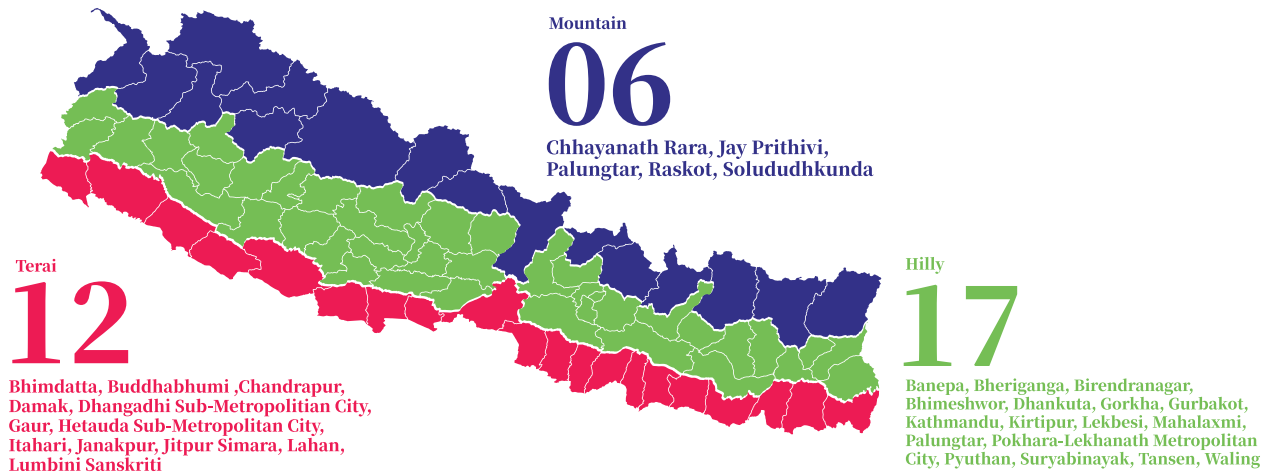 Mountain
06
Chhayanath Rara, Jay Prithivi,
Palungtar, Raskot, Solududhkunda
Terai
12
Bhimdatta, Buddhabhumi ,Chandrapur,
Damak, Dhangadhi Sub-Metropolitian City,
Gaur, Hetauda Sub-Metropolitan City,
Itahari, Janakpur, Jitpur Simara, Lahan,
Lumbini Sanskriti
Hilly
17
Banepa, Bheriganga, Birendranagar,
Bhimeshwor, Dhankuta, Gorkha, Gurbakot,
Kathmandu, Kirtipur, Lekbesi, Mahalaxmi,
Palungtar, Pokhara-Lekhanath Metropolitan
City, Pyuthan, Suryabinayak, Tansen, Waling